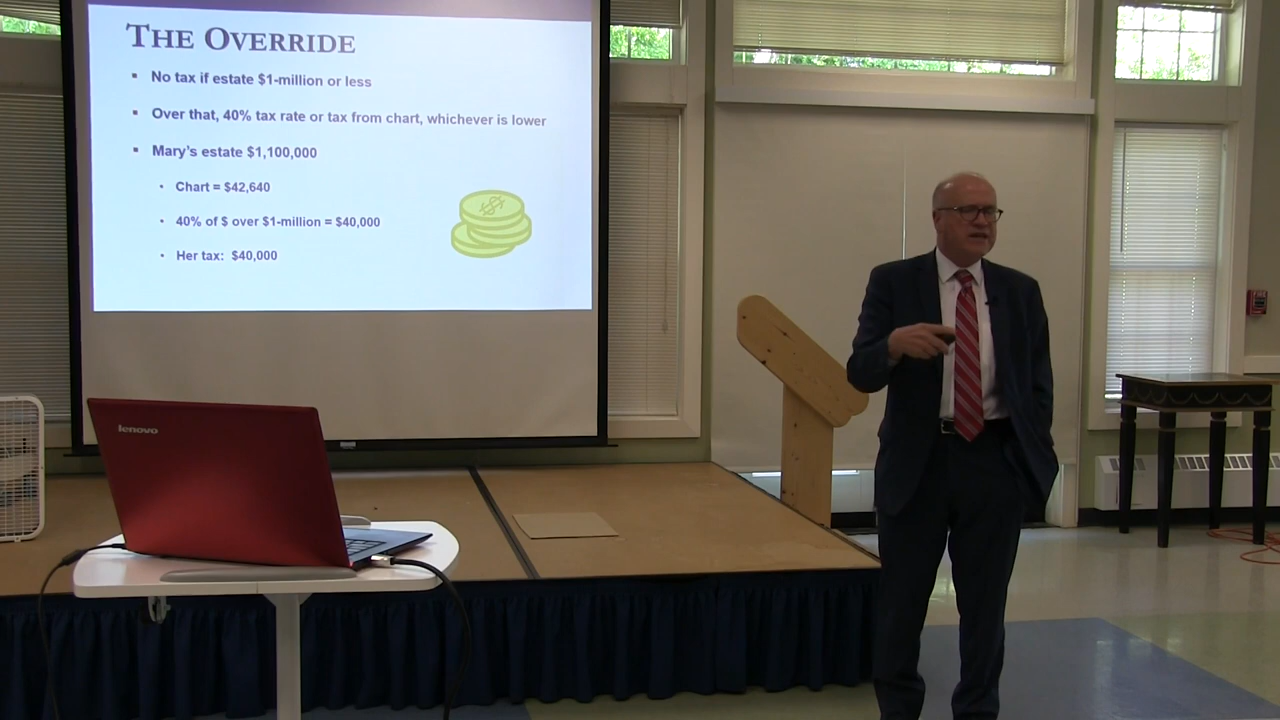 THE OVERRIDE
▪ No tax if estate $1-million or less
▪ Over that, 40% tax rate or tax from chart, whichever is lower
▪ Mary's estate $1,100,000
• Chart = $42,640
• 40% of $ over $1-million = $40,000
• Her tax: $40,000
$
lenovo